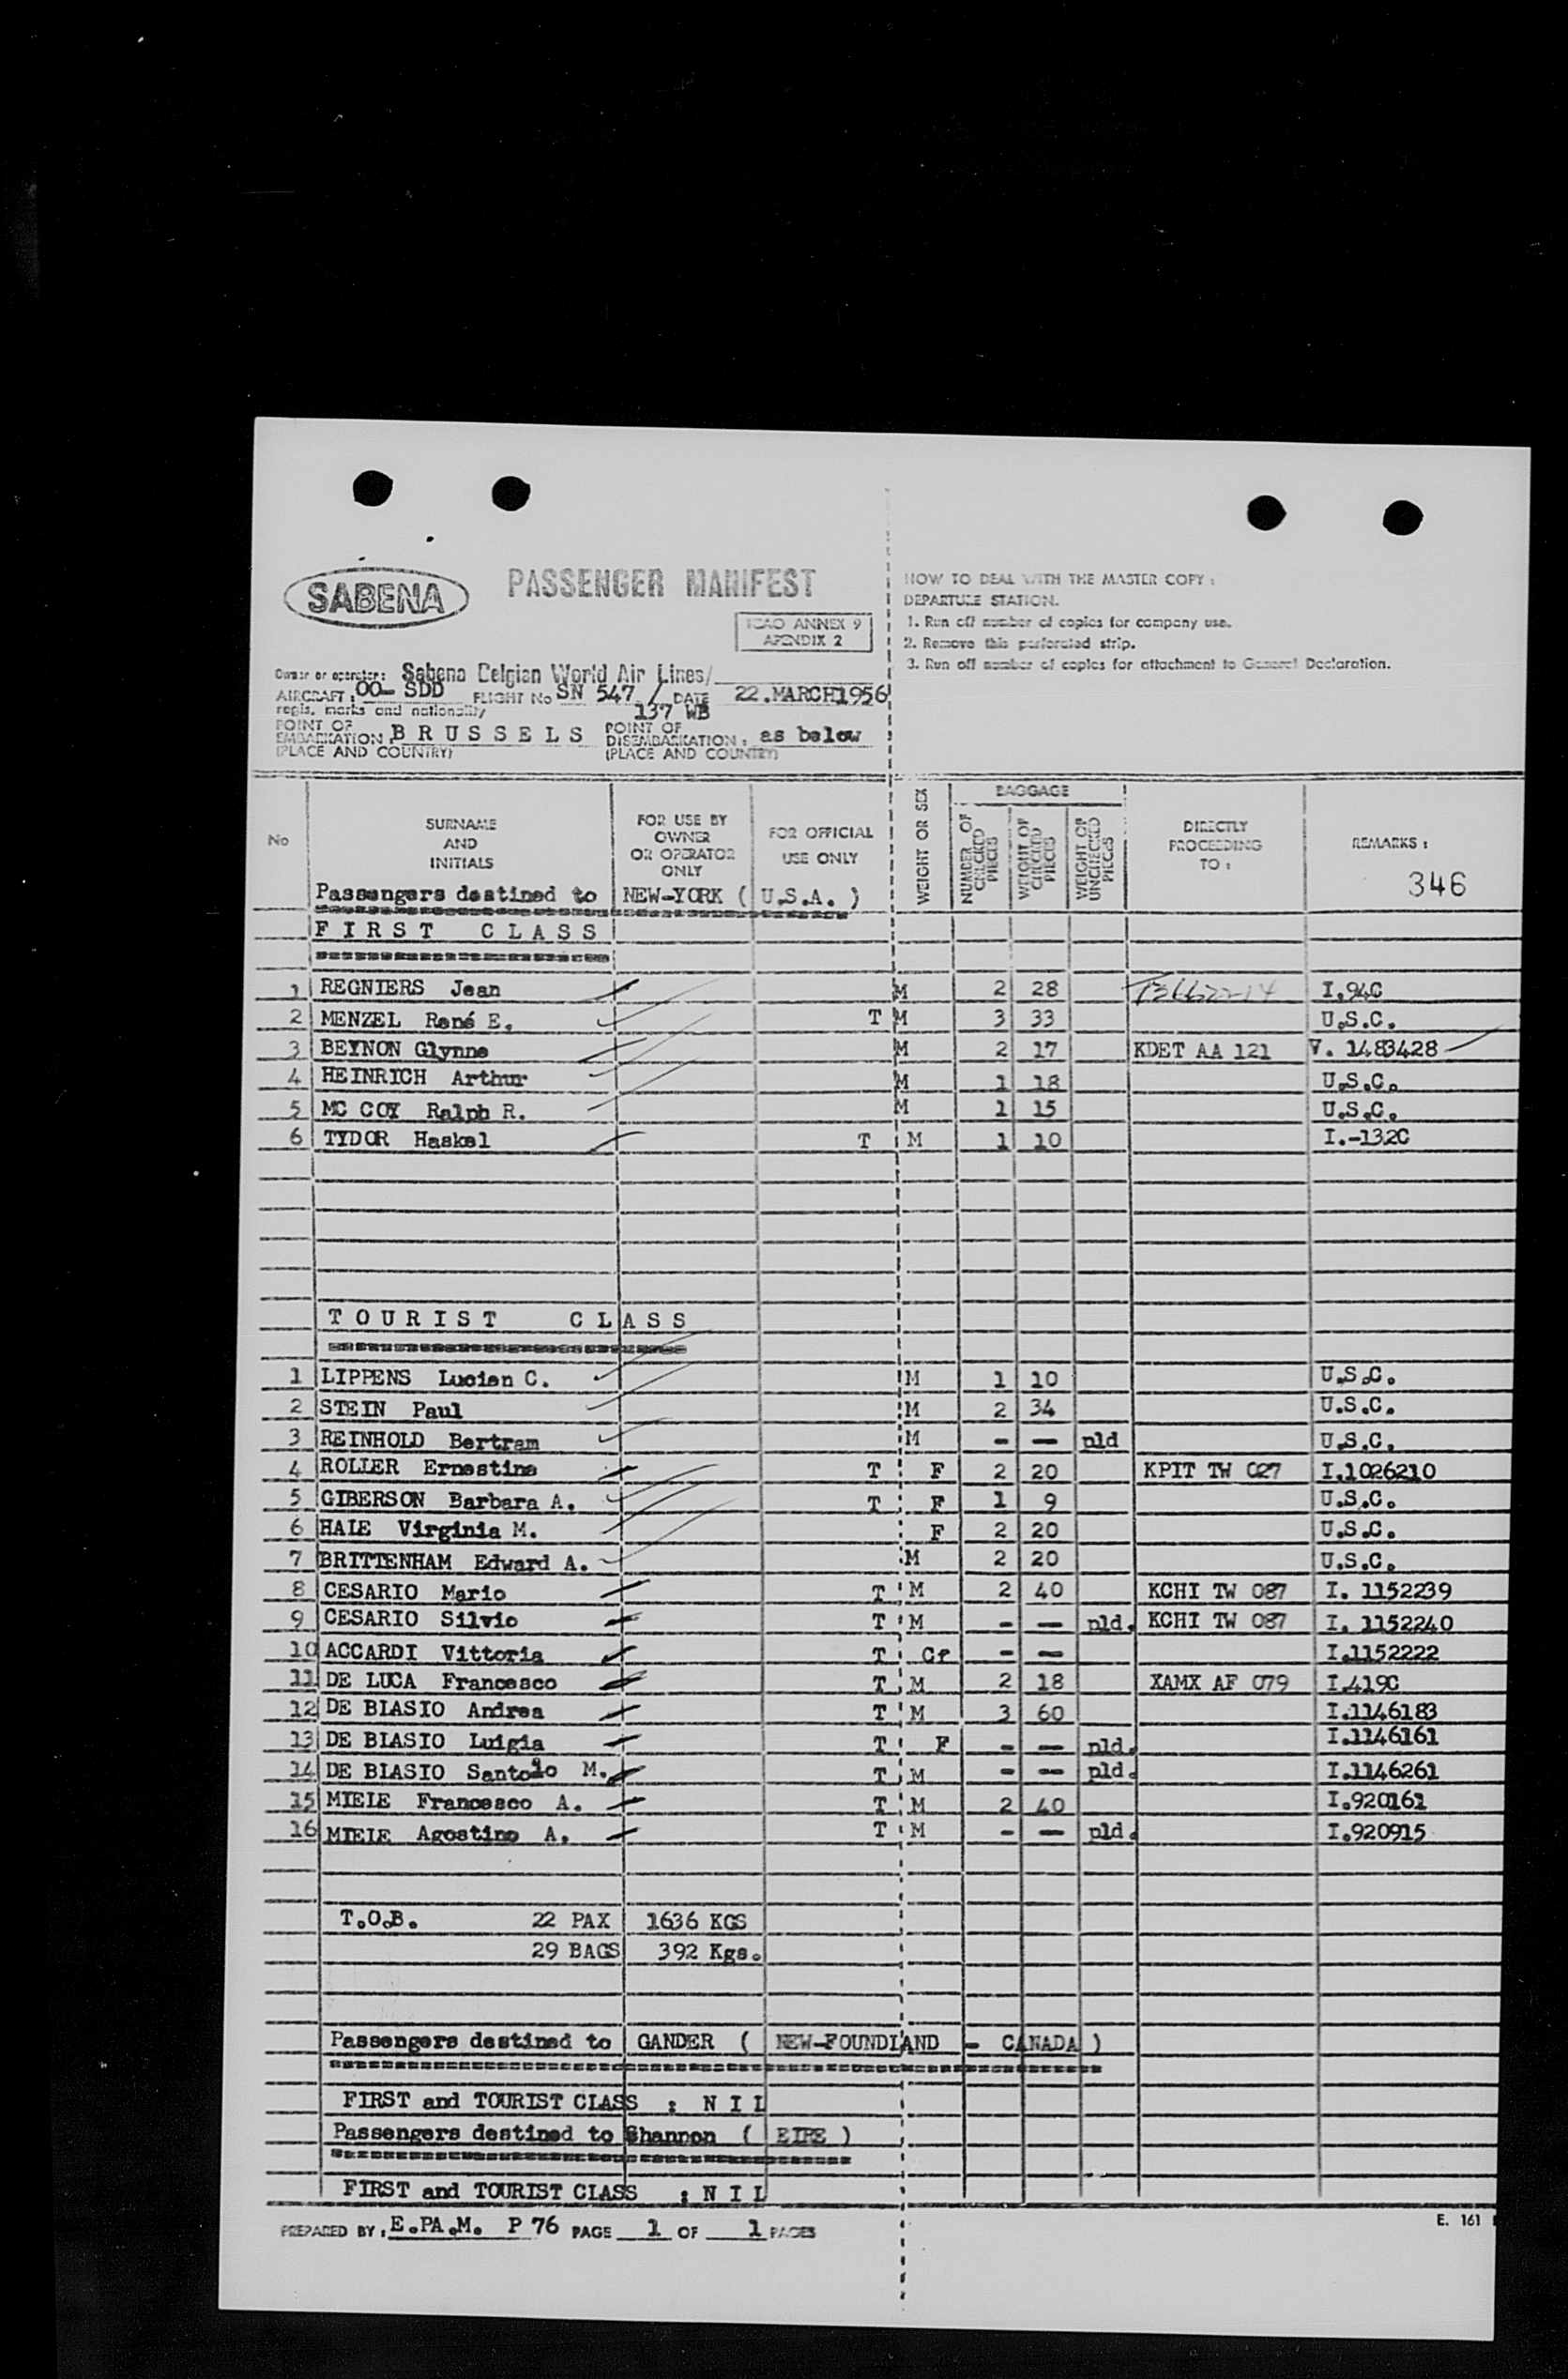 SABENA
PASSENGER MANIFEST
ICAO ANNEX 9
APENDIX 2
HOW TO DEAL WITH THE MASTER COPY :
DEPARTURE STATION.
1. Run off number of copies for company use.
2. Remove this perforated strip.
3. Run off number of copies for attachment to General Declaration.
Owner or operator: Sabena Belgian World Air Lines/
AIRCRAFT : OO- SDD FLIGHT No SN 547 / DATE 22.MARCH1956
regis, marks and nationality 137 WB
POINT OF EMBARKATION BRUSSELS POINT OF DISEMBARKATION : as below
(PLACE AND COUNTRY) (PLACE AND COUNTRY)
No SURNAME AND INITIALS FOR USE BY OWNER OR OPERATOR ONLY FOR OFFICIAL USE ONLY WEIGHT OR SEX BAGGAGE NUMBER OF CHECKED PIECES WEIGHT OF CHECKED PIECES WEIGHT OF UNCHECKED PIECES DIRECTLY PROCEEDING TO : REMARKS :
346
Passengers destined to NEW-YORK ( U.S.A. )
FIRST CLASS
1 REGNIERS Jean M 2 28 I.94C
2 MENZEL René E. T M 3 33 U.S.C.
3 BEYNON Glynne M 2 17 KDET AA 121 V. 1483428
4 HEINRICH Arthur M 1 18 U.S.C.
5 MC COY Ralph R. M 1 15 U.S.C.
6 TYDOR Haskel T M 1 10 I.-132C
TOURIST CLASS
1 LIPPENS Lucien C. M 1 10 U.S.C.
2 STEIN Paul M 2 34 U.S.C.
3 REINHOLD Bertram M - - pld U.S.C.
4 ROLLER Ernestine T F 2 20 KPIT TW 027 I.1026210
5 GIBERSON Barbara A. T F 1 9 U.S.C.
6 HALE Virginia M. F 2 20 U.S.C.
7 BRITTENHAM Edward A. M 2 20 U.S.C.
8 CESARIO Mario T M 2 40 KCHI TW 087 I. 1152239
9 CESARIO Silvio T M - - pld. KCHI TW 087 I. 1152240
10 ACCARDI Vittoria T Cf - - I.1152222
11 DE LUCA Francesco T M 2 18 XAMX AF 079 I.419C
12 DE BLASIO Andrea T M 3 60 I.1146183
13 DE BLASIO Luigia T F - - pld. I.1146161
14 DE BLASIO Santolo M. T M - - pld. I.1146261
15 MIELE Francesco A. T M 2 40 I.920161
16 MIELE Agostino A. T M - - pld. I.920915
T.O.B. 22 PAX 1636 KGS
29 BAGS 392 Kgs.
Passengers destined to GANDER ( NEW-FOUNDLAND - CANADA )
FIRST and TOURIST CLASS : NIL
Passengers destined to Shannon ( EIRE )
FIRST and TOURIST CLASS : NIL
PREPARED BY : E.PA.M. P 76 PAGE 1 OF 1 PAGES
E. 161